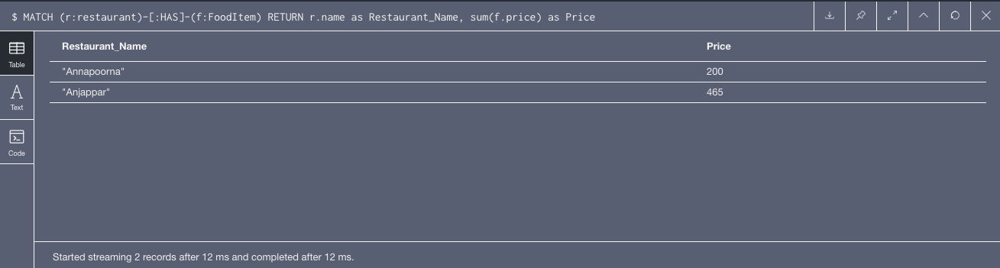 $ MATCH (r:restaurant)-[:HAS]-(f:FoodItem) RETURN r.name as Restaurant_Name, sum(f.price) as Price
Table
Text
Code
Restaurant_Name Price
"Annapoorna" 200
"Anjappar" 465
Started streaming 2 records after 12 ms and completed after 12 ms.